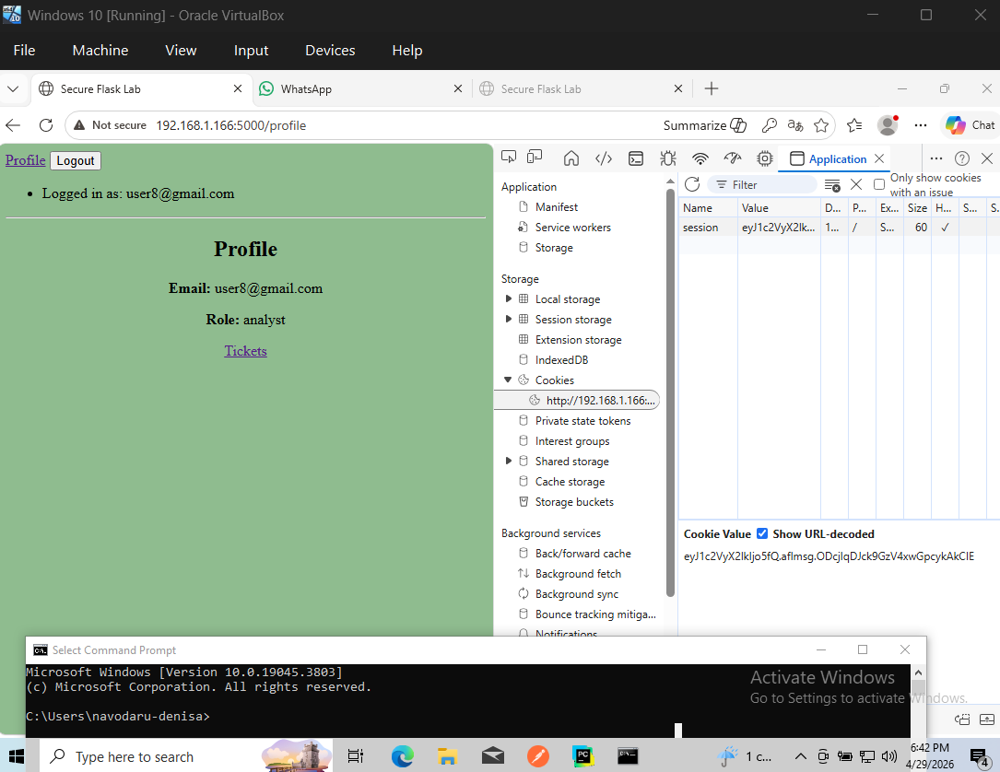 Windows 10 [Running] - Oracle VirtualBox
File Machine View Input Devices Help
Secure Flask Lab
WhatsApp
Secure Flask Lab
Not secure 192.168.1.166:5000/profile
Summarize
Chat
Profile Logout
Logged in as: user8@gmail.com
Profile
Email: user8@gmail.com
Role: analyst
Tickets
Application
Application
Manifest
Service workers
Storage
Storage
Local storage
Session storage
Extension storage
IndexedDB
Cookies
http://192.168.1.166:...
Private state tokens
Interest groups
Shared storage
Cache storage
Storage buckets
Background services
Back/forward cache
Background fetch
Background sync
Bounce tracking mitiga...
Notifications
Filter
Only show cookies
with an issue
Name Value D... P... Ex... Size H... S... S.
session eyJ1c2VyX2lk... 1... / S... 60 ✓
Cookie Value Show URL-decoded
Select Command Prompt
Microsoft Windows [Version 10.0.19045.3803]
(c) Microsoft Corporation. All rights reserved.
C:\Users\navodaru-denisa>
Activate Windows
Go to Settings to activate Windows.
Type here to search
1 c...
6:42 PM
4/29/2026
4